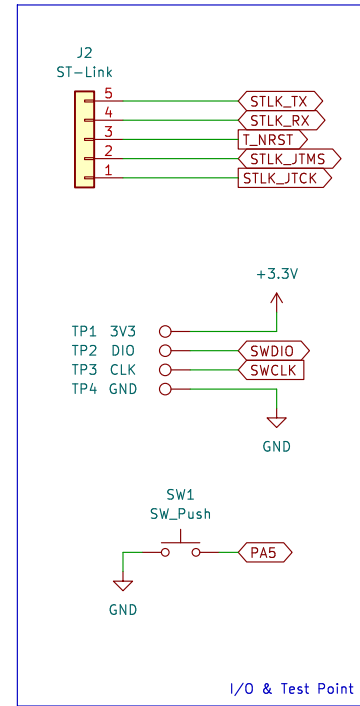 J2
ST-Link
5 STLK_TX
4 STLK_RX
3 T_NRST
2 STLK_JTMS
1 STLK_JTCK
+3.3V
TP1 3V3
TP2 DIO SWDIO
TP3 CLK SWCLK
TP4 GND
GND
SW1
SW_Push
PA5
GND
I/O & Test Point